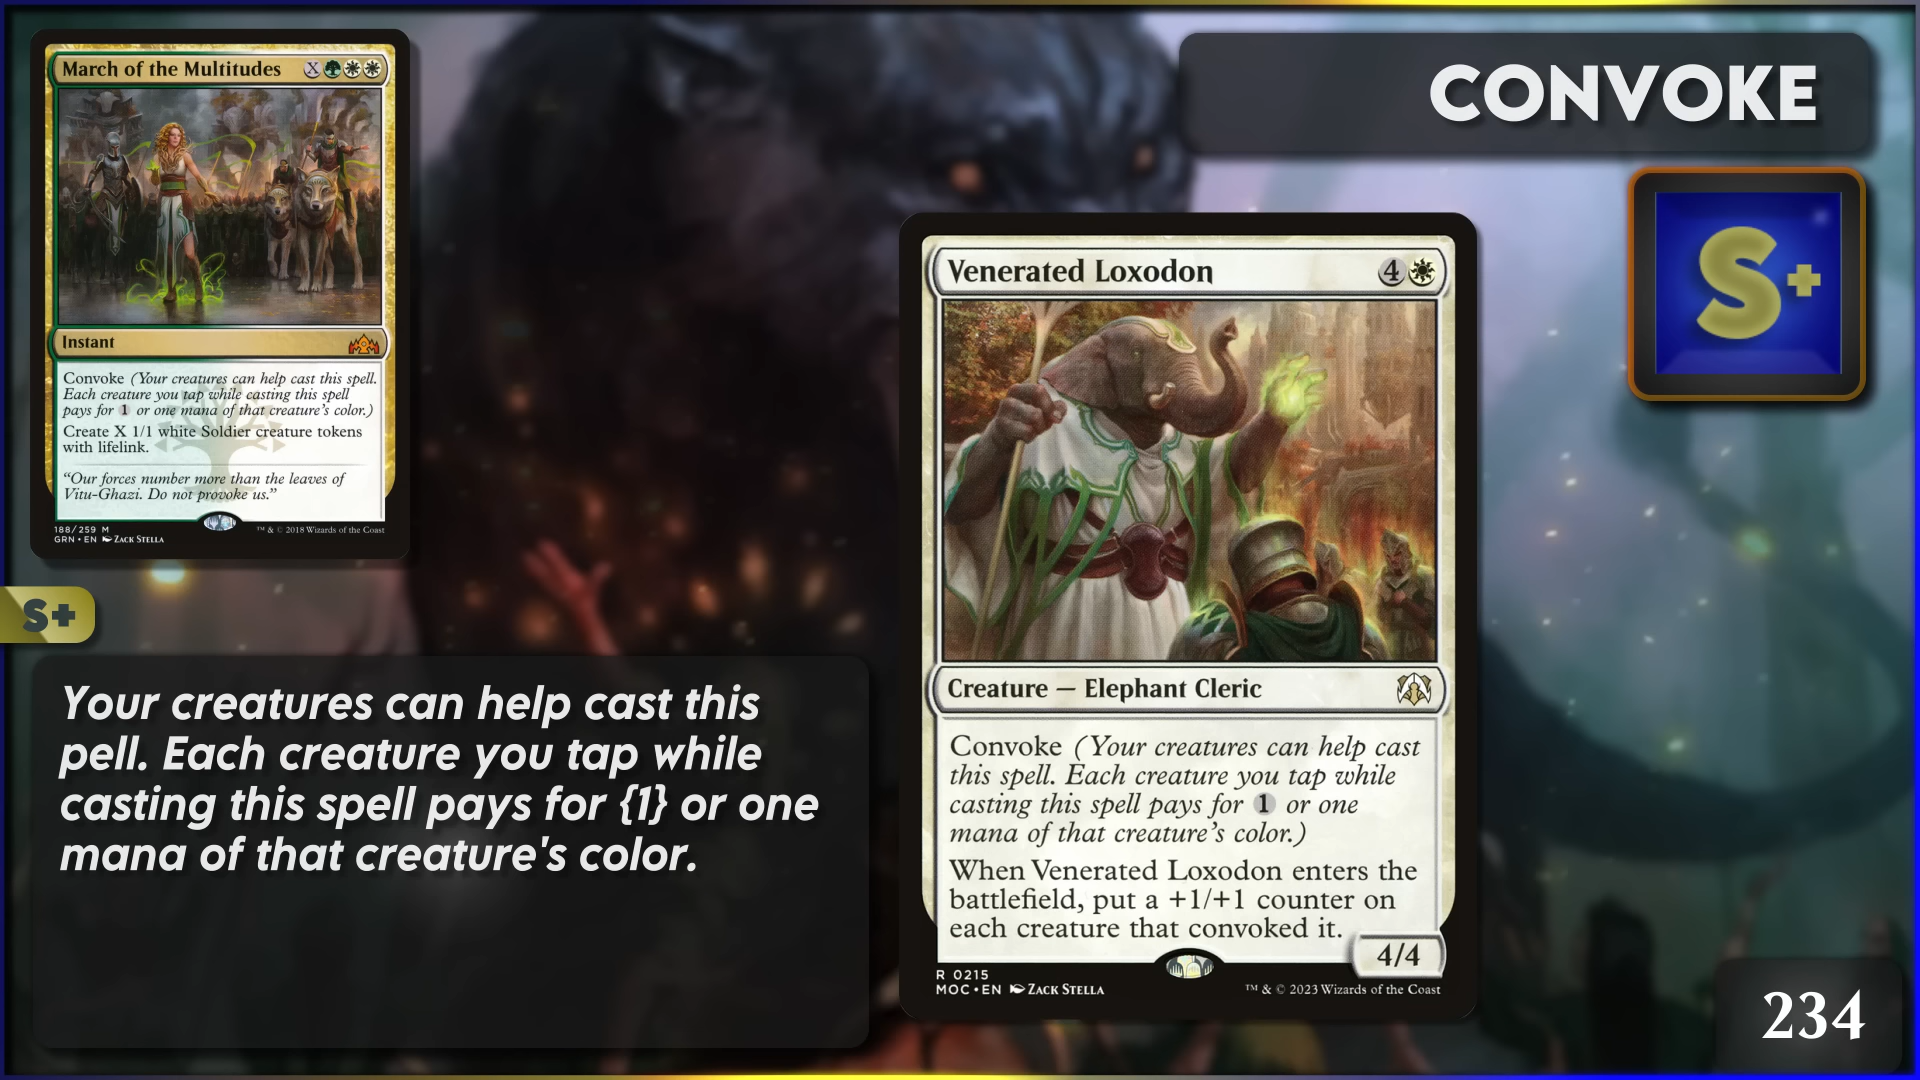 March of the Multitudes X
Instant
Convoke (Your creatures can help cast this spell.
Each creature you tap while casting this spell
pays for 1 or one mana of that creature's color.)
Create X 1/1 white Soldier creature tokens
with lifelink.
“Our forces number more than the leaves of
Vitu-Ghazi. Do not provoke us.”
188/259 M
GRN • EN ZACK STELLA
™ & © 2018 Wizards of the Coast
S+
Your creatures can help cast this
pell. Each creature you tap while
casting this spell pays for {1} or one
mana of that creature's color.
CONVOKE
S+
Venerated Loxodon 4
Creature — Elephant Cleric
Convoke (Your creatures can help cast
this spell. Each creature you tap while
casting this spell pays for 1 or one
mana of that creature's color.)
When Venerated Loxodon enters the
battlefield, put a +1/+1 counter on
each creature that convoked it.
4/4
R 0215
MOC • EN ZACK STELLA
™ & © 2023 Wizards of the Coast
234